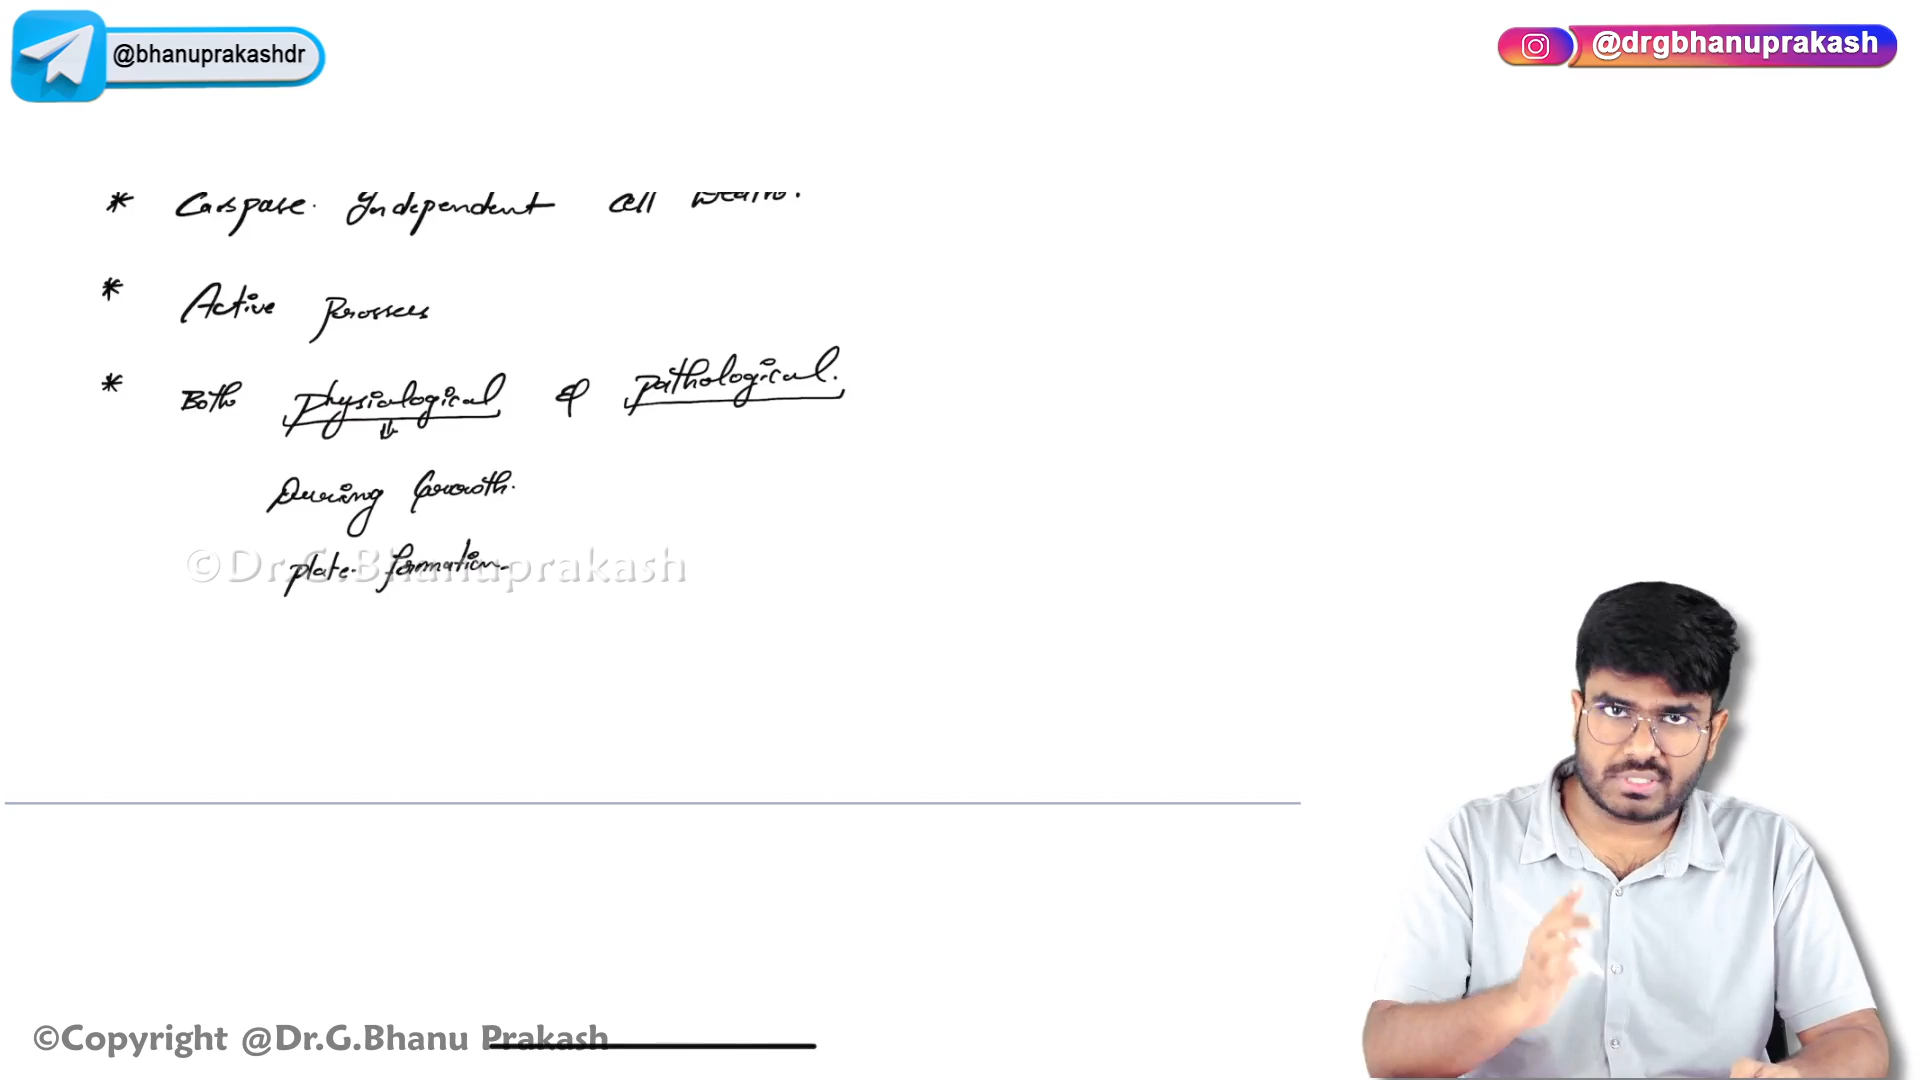 @bhanuprakashdr
@drgbhanuprakash
* Caspase. Independent cell Death.
* Active Process
* Both physiological & pathological.
During Growth.
plate formation
©Dr.G.Bhanuprakash
©Copyright @Dr.G.Bhanu Prakash